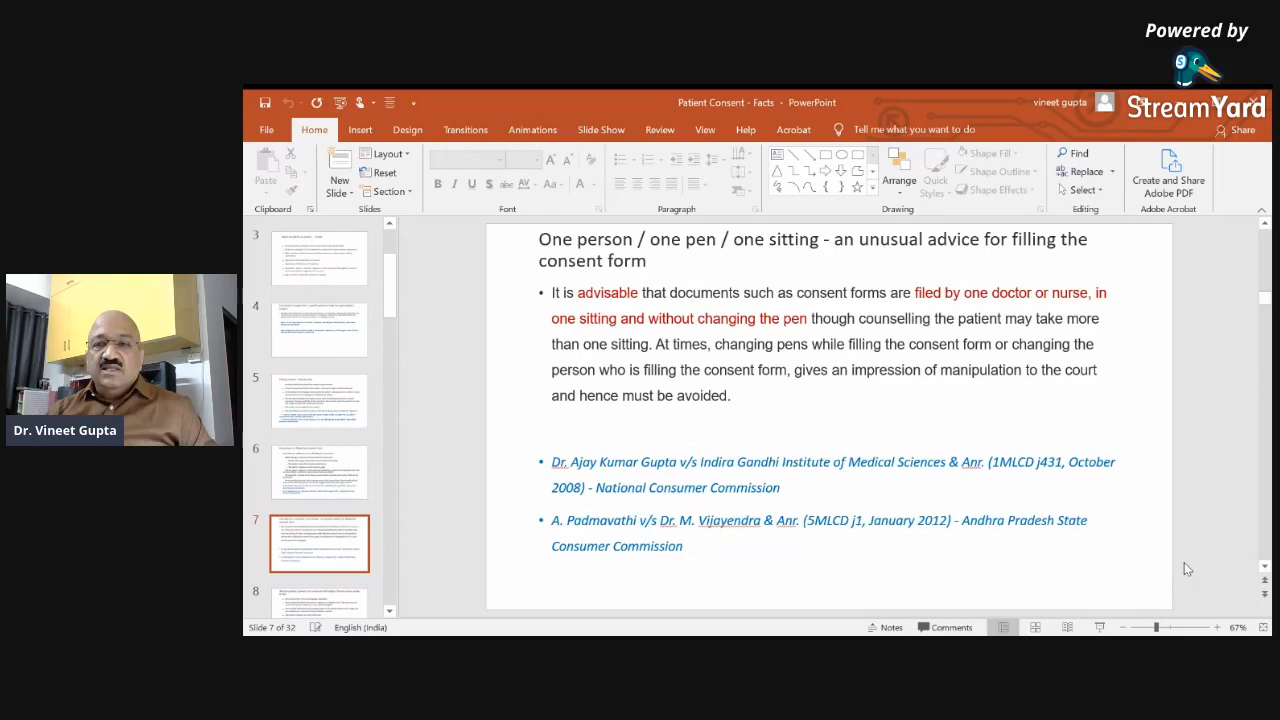 Powered by
StreamYard
Patient Consent - Facts - PowerPoint
vineet gupta
File Home Insert Design Transitions Animations Slide Show Review View Help Acrobat Tell me what you want to do Share
Paste
New Slide
Layout
Reset
Section
B I U S abc AV Aa A
Arrange
Quick Styles
Shape Fill
Shape Outline
Shape Effects
Find
Replace
Select
Create and Share Adobe PDF
Clipboard Slides Font Paragraph Drawing Editing Adobe Acrobat
3
4
5
6
7
8
One person / one pen / one sitting - an unusual advice for filling the
consent form
• It is advisable that documents such as consent forms are filed by one doctor/ nurse, in
one sitting and without changing pen though counselling the patient may take more
than one sitting. At times, changing pens while filling the consent form or changing the
person who is filling the consent form, gives an impression of manipulation to the court
and hence must be avoided.
• Dr. Ajay Kumar Gupta v/s Indira Gandhi Institute of Medical Sciences & Anr. (1MLCD j431, October
2008) - National Consumer Commission
• A. Padmavathi v/s Dr. M. Vijayendra & Anr. (5MLCD j1, January 2012) - Andhra Pradesh State
Consumer Commission
Dr. Vineet Gupta
Slide 7 of 32 English (India) Notes Comments 67%